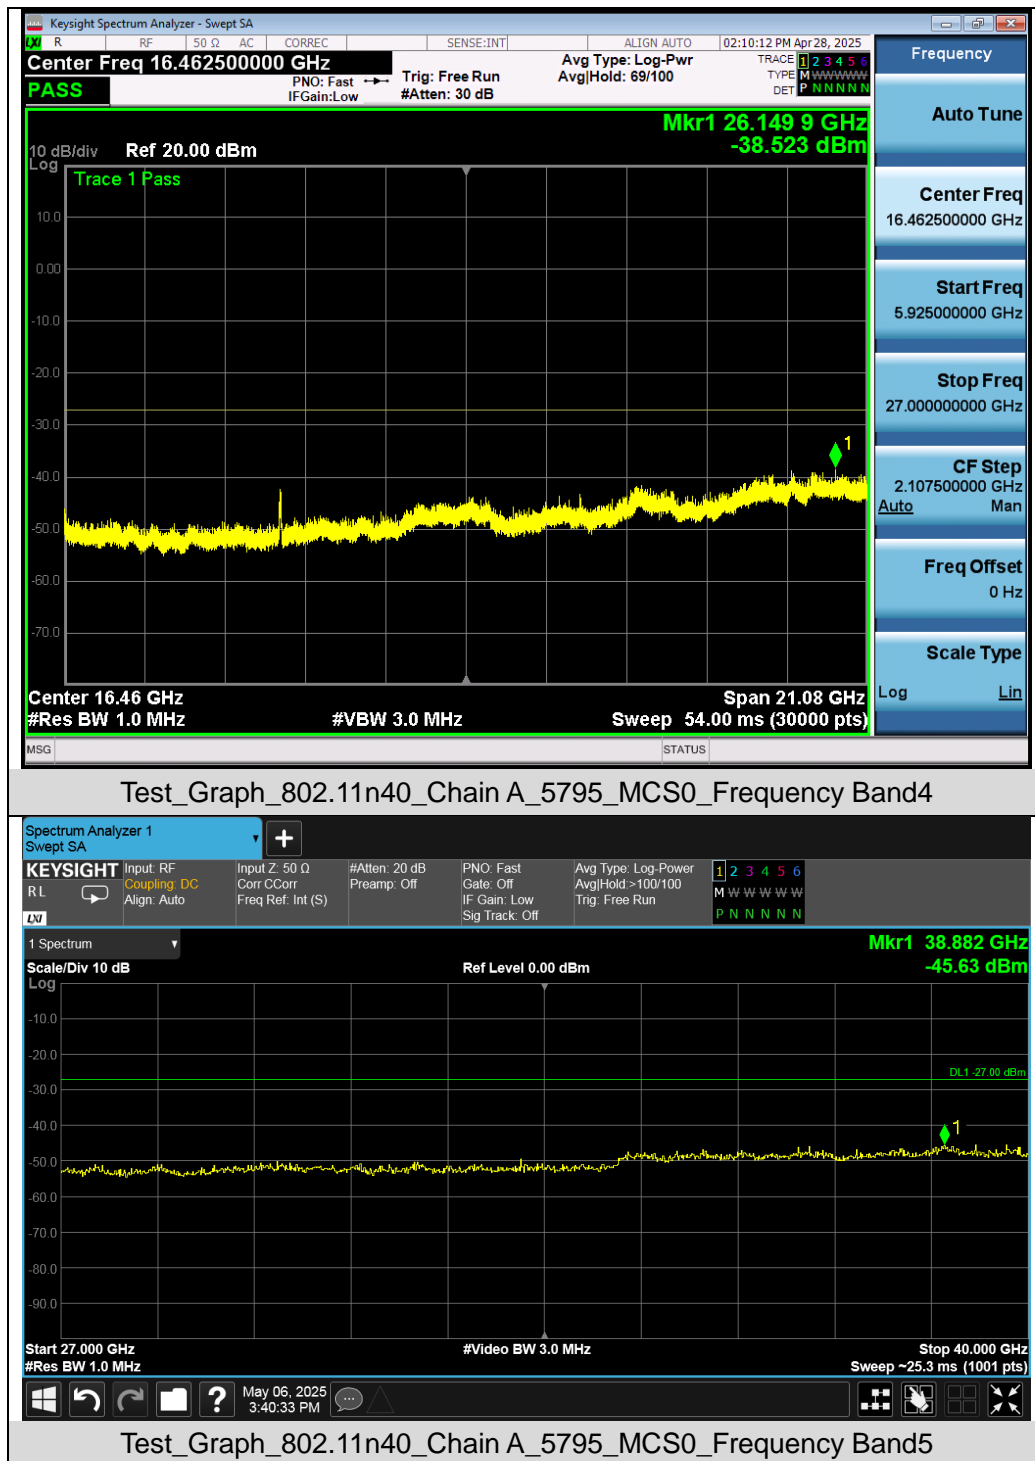 Keysight Spectrum Analyzer - Swept SA
LXI R RF 50 Ω AC CORREC SENSE:INT ALIGN AUTO 02:10:12 PM Apr 28, 2025
Center Freq 16.462500000 GHz
PASS
PNO: Fast
IFGain:Low
Trig: Free Run
#Atten: 30 dB
Avg Type: Log-Pwr
Avg|Hold: 69/100
TRACE 1 2 3 4 5 6
TYPE M W W W W W
DET P N N N N N
Mkr1 26.149 9 GHz
-38.523 dBm
10 dB/div Ref 20.00 dBm
Log
Trace 1 Pass
10.0
0.00
-10.0
-20.0
-30.0
-40.0
-50.0
-60.0
-70.0
1
Center 16.46 GHz Span 21.08 GHz
#Res BW 1.0 MHz #VBW 3.0 MHz Sweep 54.00 ms (30000 pts)
MSG STATUS
Frequency
Auto Tune
Center Freq
16.462500000 GHz
Start Freq
5.925000000 GHz
Stop Freq
27.000000000 GHz
CF Step
2.107500000 GHz
Auto Man
Freq Offset
0 Hz
Scale Type
Log Lin
Test_Graph_802.11n40_Chain A_5795_MCS0_Frequency Band4
Spectrum Analyzer 1
Swept SA
+
KEYSIGHT
RL
LXI
Input: RF
Coupling: DC
Align: Auto
Input Z: 50 Ω
Corr CCorr
Freq Ref: Int (S)
#Atten: 20 dB
Preamp: Off
PNO: Fast
Gate: Off
IF Gain: Low
Sig Track: Off
Avg Type: Log-Power
Avg|Hold:>100/100
Trig: Free Run
1 2 3 4 5 6
M W W W W W
P N N N N N
1 Spectrum
Mkr1 38.882 GHz
-45.63 dBm
Scale/Div 10 dB Ref Level 0.00 dBm
Log
-10.0
-20.0
-30.0
-40.0
-50.0
-60.0
-70.0
-80.0
-90.0
DL1 -27.00 dBm
1
Start 27.000 GHz #Video BW 3.0 MHz Stop 40.000 GHz
#Res BW 1.0 MHz Sweep ~25.3 ms (1001 pts)
?
May 06, 2025
3:40:33 PM
Test_Graph_802.11n40_Chain A_5795_MCS0_Frequency Band5